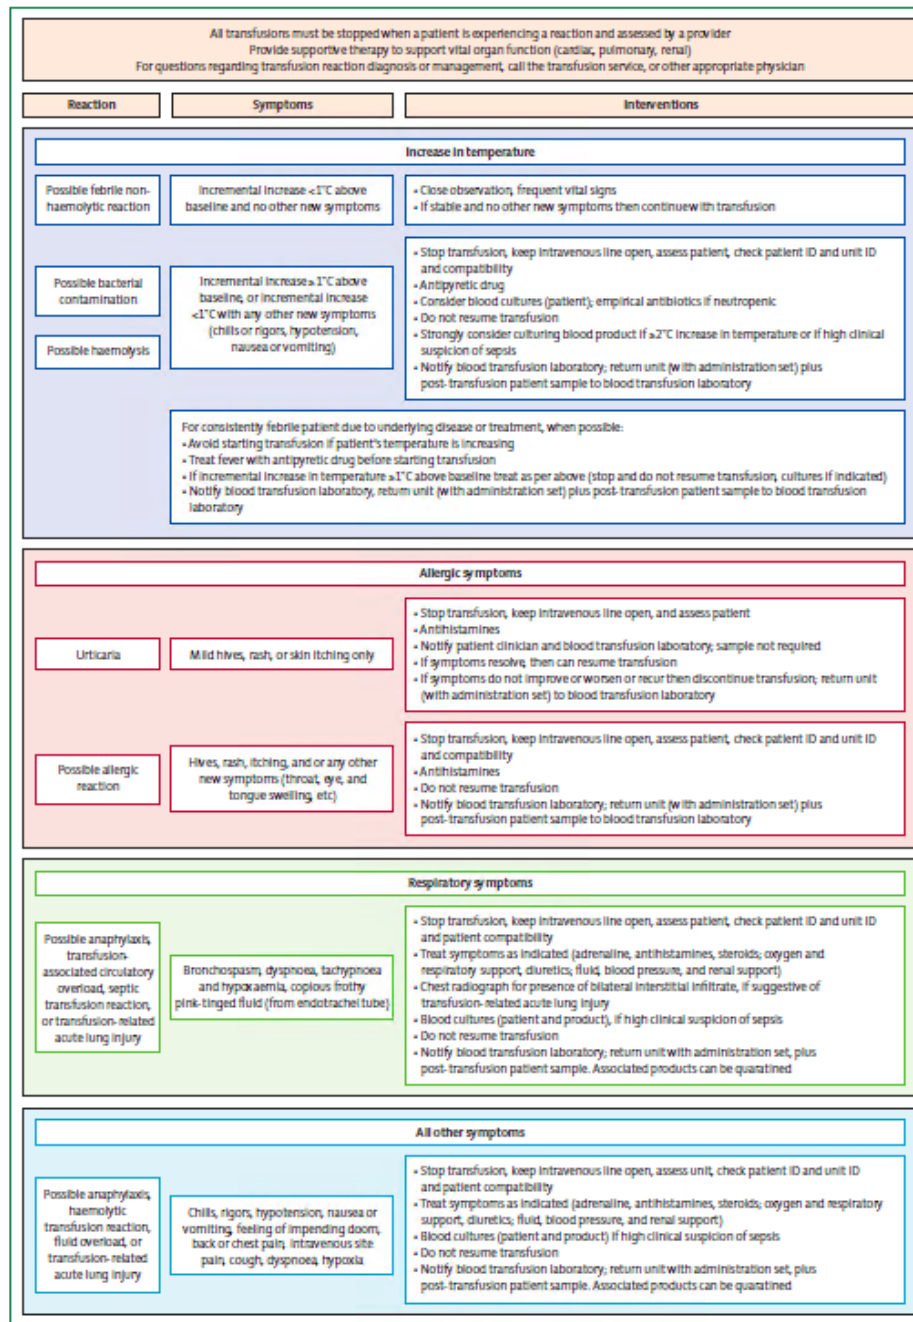 All transfusions must be stopped when a patient is experiencing a reaction and assessed by a provider
Provide supportive therapy to support vital organ function (cardiac, pulmonary, renal)
For questions regarding transfusion reaction diagnosis or management, call the transfusion service, or other appropriate physician
Reaction
Symptoms
Interventions
Increase in temperature
Possible febrile non-
haemolytic reaction
Incremental increase <1°C above
baseline and no other new symptoms
• Close observation, frequent vital signs
• If stable and no other new symptoms then continue with transfusion
Possible bacterial
contamination
Possible haemolysis
Incremental increase ≥1°C above
baseline, or incremental increase
<1°C with any other new symptoms
(chills or rigors, hypotension,
nausea or vomiting)
• Stop transfusion, keep intravenous line open, assess patient, check patient ID and unit ID
and compatibility
• Antipyretic drug
• Consider blood cultures (patient); empirical antibiotics if neutropenic
• Do not resume transfusion
• Strongly consider culturing blood product if ≥2°C increase in temperature or if high clinical
suspicion of sepsis
• Notify blood transfusion laboratory; return unit (with administration set) plus
post-transfusion patient sample to blood transfusion laboratory
For consistently febrile patient due to underlying disease or treatment, when possible:
• Avoid starting transfusion if patient's temperature is increasing
• Treat fever with antipyretic drug before starting transfusion
• If incremental increase in temperature ≥1°C above baseline treat as per above (stop and do not resume transfusion, cultures if indicated)
• Notify blood transfusion laboratory, return unit (with administration set) plus post-transfusion patient sample to blood transfusion
laboratory
Allergic symptoms
Urticaria
Mild hives, rash, or skin itching only
• Stop transfusion, keep intravenous line open, and assess patient
• Antihistamines
• Notify patient clinician and blood transfusion laboratory; sample not required
• If symptoms resolve, then can resume transfusion
• If symptoms do not improve or worsen or recur then discontinue transfusion; return unit
(with administration set) to blood transfusion laboratory
Possible allergic
reaction
Hives, rash, itching, and or any other
new symptoms (throat, eye, and
tongue swelling, etc)
• Stop transfusion, keep intravenous line open, assess patient, check patient ID and unit ID
and compatibility
• Antihistamines
• Do not resume transfusion
• Notify blood transfusion laboratory; return unit (with administration set) plus
post-transfusion patient sample to blood transfusion laboratory
Respiratory symptoms
Possible anaphylaxis,
transfusion-
associated circulatory
overload, septic
transfusion reaction,
or transfusion-related
acute lung injury
Bronchospasm, dyspnoea, tachypnoea
and hypoxaemia, copious frothy
pink-tinged fluid (from endotrachel tube)
• Stop transfusion, keep intravenous line open, assess patient, check patient ID and unit ID
and patient compatibility
• Treat symptoms as indicated (adrenaline, antihistamines, steroids; oxygen and
respiratory support, diuretics; fluid, blood pressure, and renal support)
• Chest radiograph for presence of bilateral interstitial infiltrate, if suggestive of
transfusion-related acute lung injury
• Blood cultures (patient and product), if high clinical suspicion of sepsis
• Do not resume transfusion
• Notify blood transfusion laboratory; return unit with administration set, plus
post-transfusion patient sample. Associated products can be quaratined
All other symptoms
Possible anaphylaxis,
haemolytic
transfusion reaction,
fluid overload, or
transfusion-related
acute lung injury
Chills, rigors, hypotension, nausea or
vomiting, feeling of impending doom,
back or chest pain, intravenous site
pain, cough, dyspnoea, hypoxia
• Stop transfusion, keep intravenous line open, assess unit, check patient ID and unit ID
and patient compatibility
• Treat symptoms as indicated (adrenaline, antihistamines, steroids; oxygen and respiratory
support, diuretics; fluid, blood pressure, and renal support)
• Blood cultures (patient and product) if high clinical suspicion of sepsis
• Do not resume transfusion
• Notify blood transfusion laboratory; return unit with administration set, plus
post-transfusion patient sample. Associated products can be quaratined